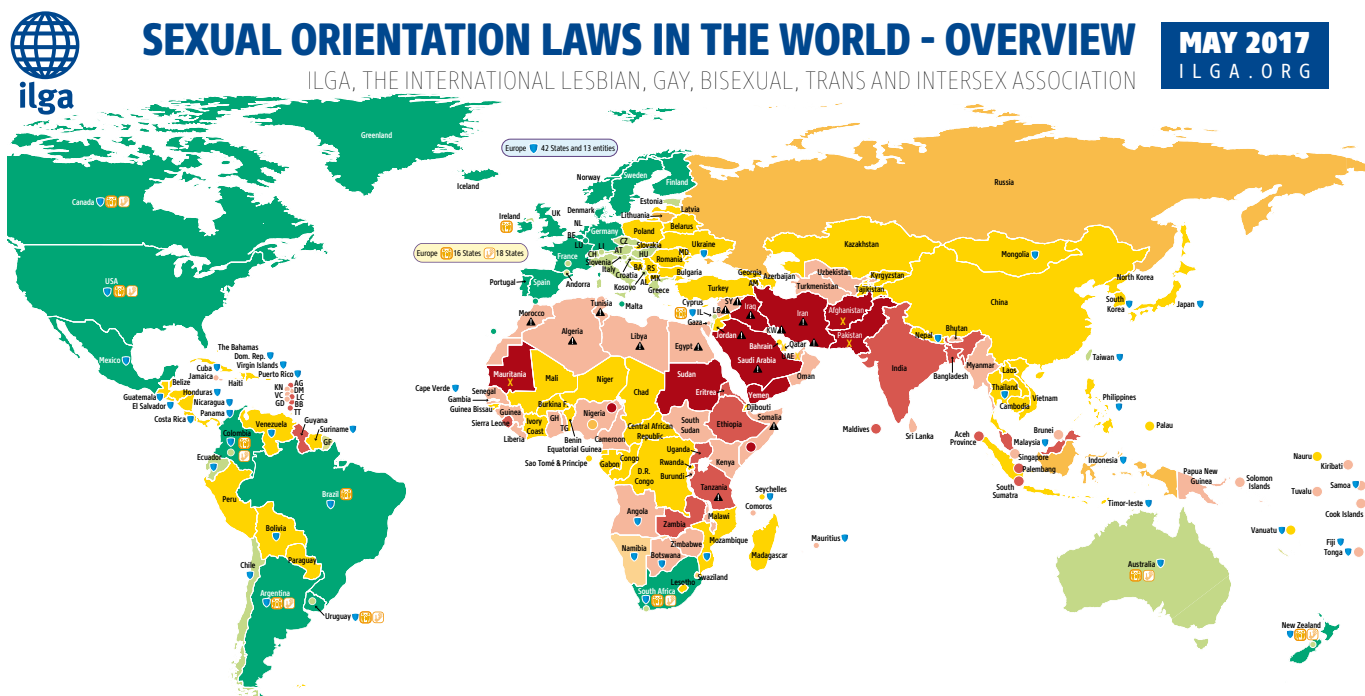 ilga
SEXUAL ORIENTATION LAWS IN THE WORLD - OVERVIEW
ILGA, THE INTERNATIONAL LESBIAN, GAY, BISEXUAL, TRANS AND INTERSEX ASSOCIATION
MAY 2017
ILGA.ORG
Greenland
Europe 42 States and 13 entities
Iceland
Norway
Sweden
Finland
Russia
Canada
Ireland
UK
Denmark
Estonia
Latvia
Lithuania
NL
BE
LU
Germany
Poland
Belarus
Europe 16 States 18 States
France
CH
LI
CZ
AT
Slovakia
HU
Slovenia
Italy
Croatia
BA
RS
Romania
MD
Ukraine
Bulgaria
MK
AL
Kosovo
Greece
Andorra
Portugal
Spain
Malta
Turkey
Georgia
AM
Azerbaijan
Cyprus
Kazakhstan
Uzbekistan
Turkmenistan
Kyrgyzstan
Tajikistan
Mongolia
China
North Korea
South
Korea
Japan
USA
Mexico
The Bahamas
Dom. Rep.
Virgin Islands
Puerto Rico
Cuba
Jamaica
Haiti
Belize
Honduras
Guatemala
El Salvador
Nicaragua
Panama
Costa Rica
KN
VC
GD
AG
DM
LC
BB
TT
Guyana
Suriname
GF
Venezuela
Colombia
Ecuador
Peru
Brazil
Bolivia
Paraguay
Chile
Argentina
Uruguay
Morocco
Tunisia
Algeria
Libya
Egypt
SY
LB
IL
Gaza
Iraq
Iran
Jordan
KW
Bahrain
Qatar
UAE
Saudi Arabia
Oman
Yemen
Afghanistan
Pakistan
Nepal
Bhutan
India
Bangladesh
Myanmar
Laos
Thailand
Vietnam
Cambodia
Taiwan
Philippines
Palau
Maldives
Sri Lanka
Aceh
Province
Brunei
Malaysia
Singapore
Palembang
South
Sumatra
Indonesia
Timor-leste
Papua New
Guinea
Solomon
Islands
Nauru
Kiribati
Tuvalu
Samoa
Cook Islands
Vanuatu
Fiji
Tonga
Australia
New Zealand
Cape Verde
Mauritania
Mali
Niger
Chad
Sudan
Eritrea
Djibouti
Somalia
Senegal
Gambia
Guinea Bissau
Guinea
Sierra Leone
Liberia
Ivory
Coast
Burkina F.
GH
TG
Benin
Nigeria
Cameroon
Equatorial Guinea
Sao Tomé & Principe
Gabon
Congo
Central African
Republic
South
Sudan
Ethiopia
D.R.
Congo
Uganda
Rwanda
Burundi
Kenya
Tanzania
Seychelles
Comoros
Angola
Zambia
Malawi
Mozambique
Zimbabwe
Namibia
Botswana
Madagascar
Mauritius
Swaziland
Lesotho
South Africa